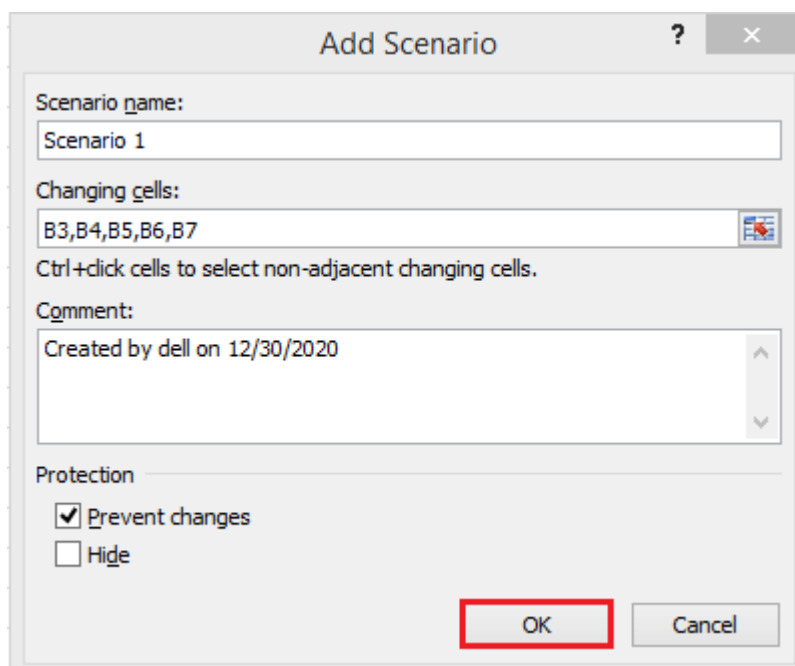 Add Scenario
?
×
Scenario name:
Scenario 1
Changing cells:
B3,B4,B5,B6,B7
Ctrl+click cells to select non-adjacent changing cells.
Comment:
Created by dell on 12/30/2020
Protection
Prevent changes
Hide
OK
Cancel